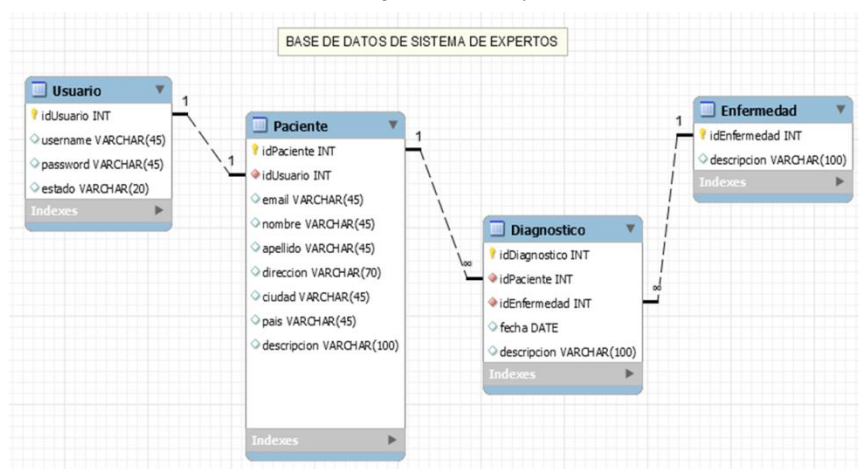 BASE DE DATOS DE SISTEMA DE EXPERTOS
Usuario
idUsuario INT
username VARCHAR(45)
password VARCHAR(45)
estado VARCHAR(20)
Indexes
1
1
Paciente
idPaciente INT
idUsuario INT
email VARCHAR(45)
nombre VARCHAR(45)
apellido VARCHAR(45)
direccion VARCHAR(70)
ciudad VARCHAR(45)
pais VARCHAR(45)
descripcion VARCHAR(100)
Indexes
1
∞
Diagnostico
idDiagnostico INT
idPaciente INT
idEnfermedad INT
fecha DATE
descripcion VARCHAR(100)
Indexes
∞
1
Enfermedad
idEnfermedad INT
descripcion VARCHAR(100)
Indexes